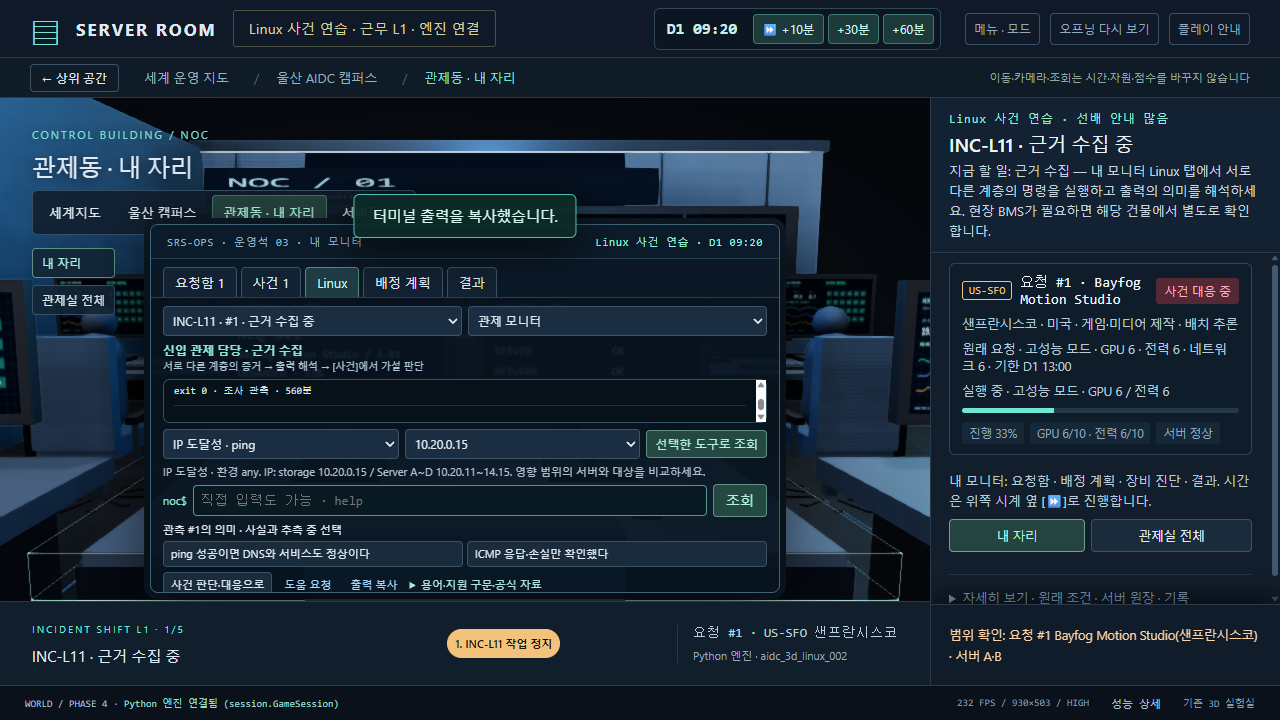 SERVER ROOM
Linux 사건 연습 · 근무 L1 · 엔진 연결
D1 09:20
⏩ +10분
+30분
+60분
메뉴 · 모드
오프닝 다시 보기
플레이 안내
← 상위 공간
세계 운영 지도 / 울산 AIDC 캠퍼스 / 관제동 · 내 자리
이동·카메라·조회는 시간·자원·점수를 바꾸지 않습니다
CONTROL BUILDING / NOC
관제동 · 내 자리
NOC / 01
세계지도
울산 캠퍼스
관제동 · 내 자리
터미널 출력을 복사했습니다.
내 자리
관제실 전체
SRS-OPS · 운영석 03 · 내 모니터
Linux 사건 연습 · D1 09:20
요청함 1
사건 1
Linux
배정 계획
결과
INC-L11 · #1 · 근거 수집 중
관제 모니터
신입 관제 담당 · 근거 수집
서로 다른 계층의 증거 → 출력 해석 → [사건]에서 가설 판단
exit 0 · 조사 관측 · 560분
IP 도달성 · ping
10.20.0.15
선택한 도구로 조회
IP 도달성 · 환경 any. IP: storage 10.20.0.15 / Server A~D 10.20.11~14.15. 영향 범위의 서버와 대상을 비교하세요.
noc$
직접 입력도 가능 · help
조회
관측 #1의 의미 · 사실과 추측 중 선택
ping 성공이면 DNS와 서비스도 정상이다
ICMP 응답·손실만 확인했다
사건 판단·대응으로
도움 요청
출력 복사
▶ 용어·지원 구문·공식 자료
Linux 사건 연습 · 선배 안내 많음
INC-L11 · 근거 수집 중
지금 할 일: 근거 수집 — 내 모니터 Linux 탭에서 서로
다른 계층의 명령을 실행하고 출력의 의미를 해석하세
요. 현장 BMS가 필요하면 해당 건물에서 별도로 확인
합니다.
US-SFO
요청 #1 · Bayfog
Motion Studio
사건 대응 중
샌프란시스코 · 미국 · 게임·미디어 제작 · 배치 추론
원래 요청 · 고성능 모드 · GPU 6 · 전력 6 · 네트워
크 6 · 기한 D1 13:00
실행 중 · 고성능 모드 · GPU 6 / 전력 6
진행 33%
GPU 6/10 · 전력 6/10
서버 정상
내 모니터: 요청함 · 배정 계획 · 장비 진단 · 결과. 시간
은 위쪽 시계 옆 [⏩]로 진행합니다.
내 자리
관제실 전체
▶ 자세히 보기 · 원래 조건 · 서버 원장 · 기록
범위 확인: 요청 #1 Bayfog Motion Studio(샌프란시스코)
· 서버 A·B
INCIDENT SHIFT L1 · 1/5
INC-L11 · 근거 수집 중
1. INC-L11 작업 정지
요청 #1 · US-SFO 샌프란시스코
Python 엔진 · aidc_3d_linux_002
WORLD / PHASE 4 · Python 엔진 연결됨 (session.GameSession)
232 FPS / 930×503 / HIGH
성능 상세
기존 3D 실험실